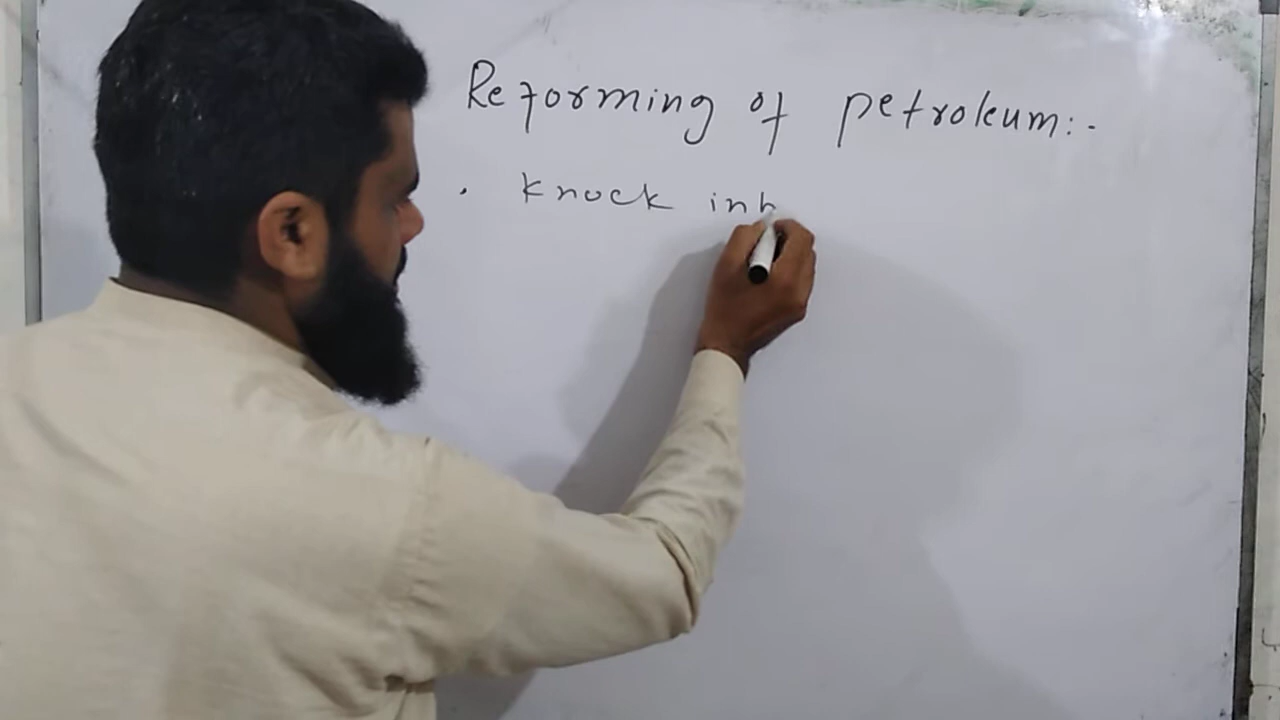 Reforming of petroleum:-
. Knock inh